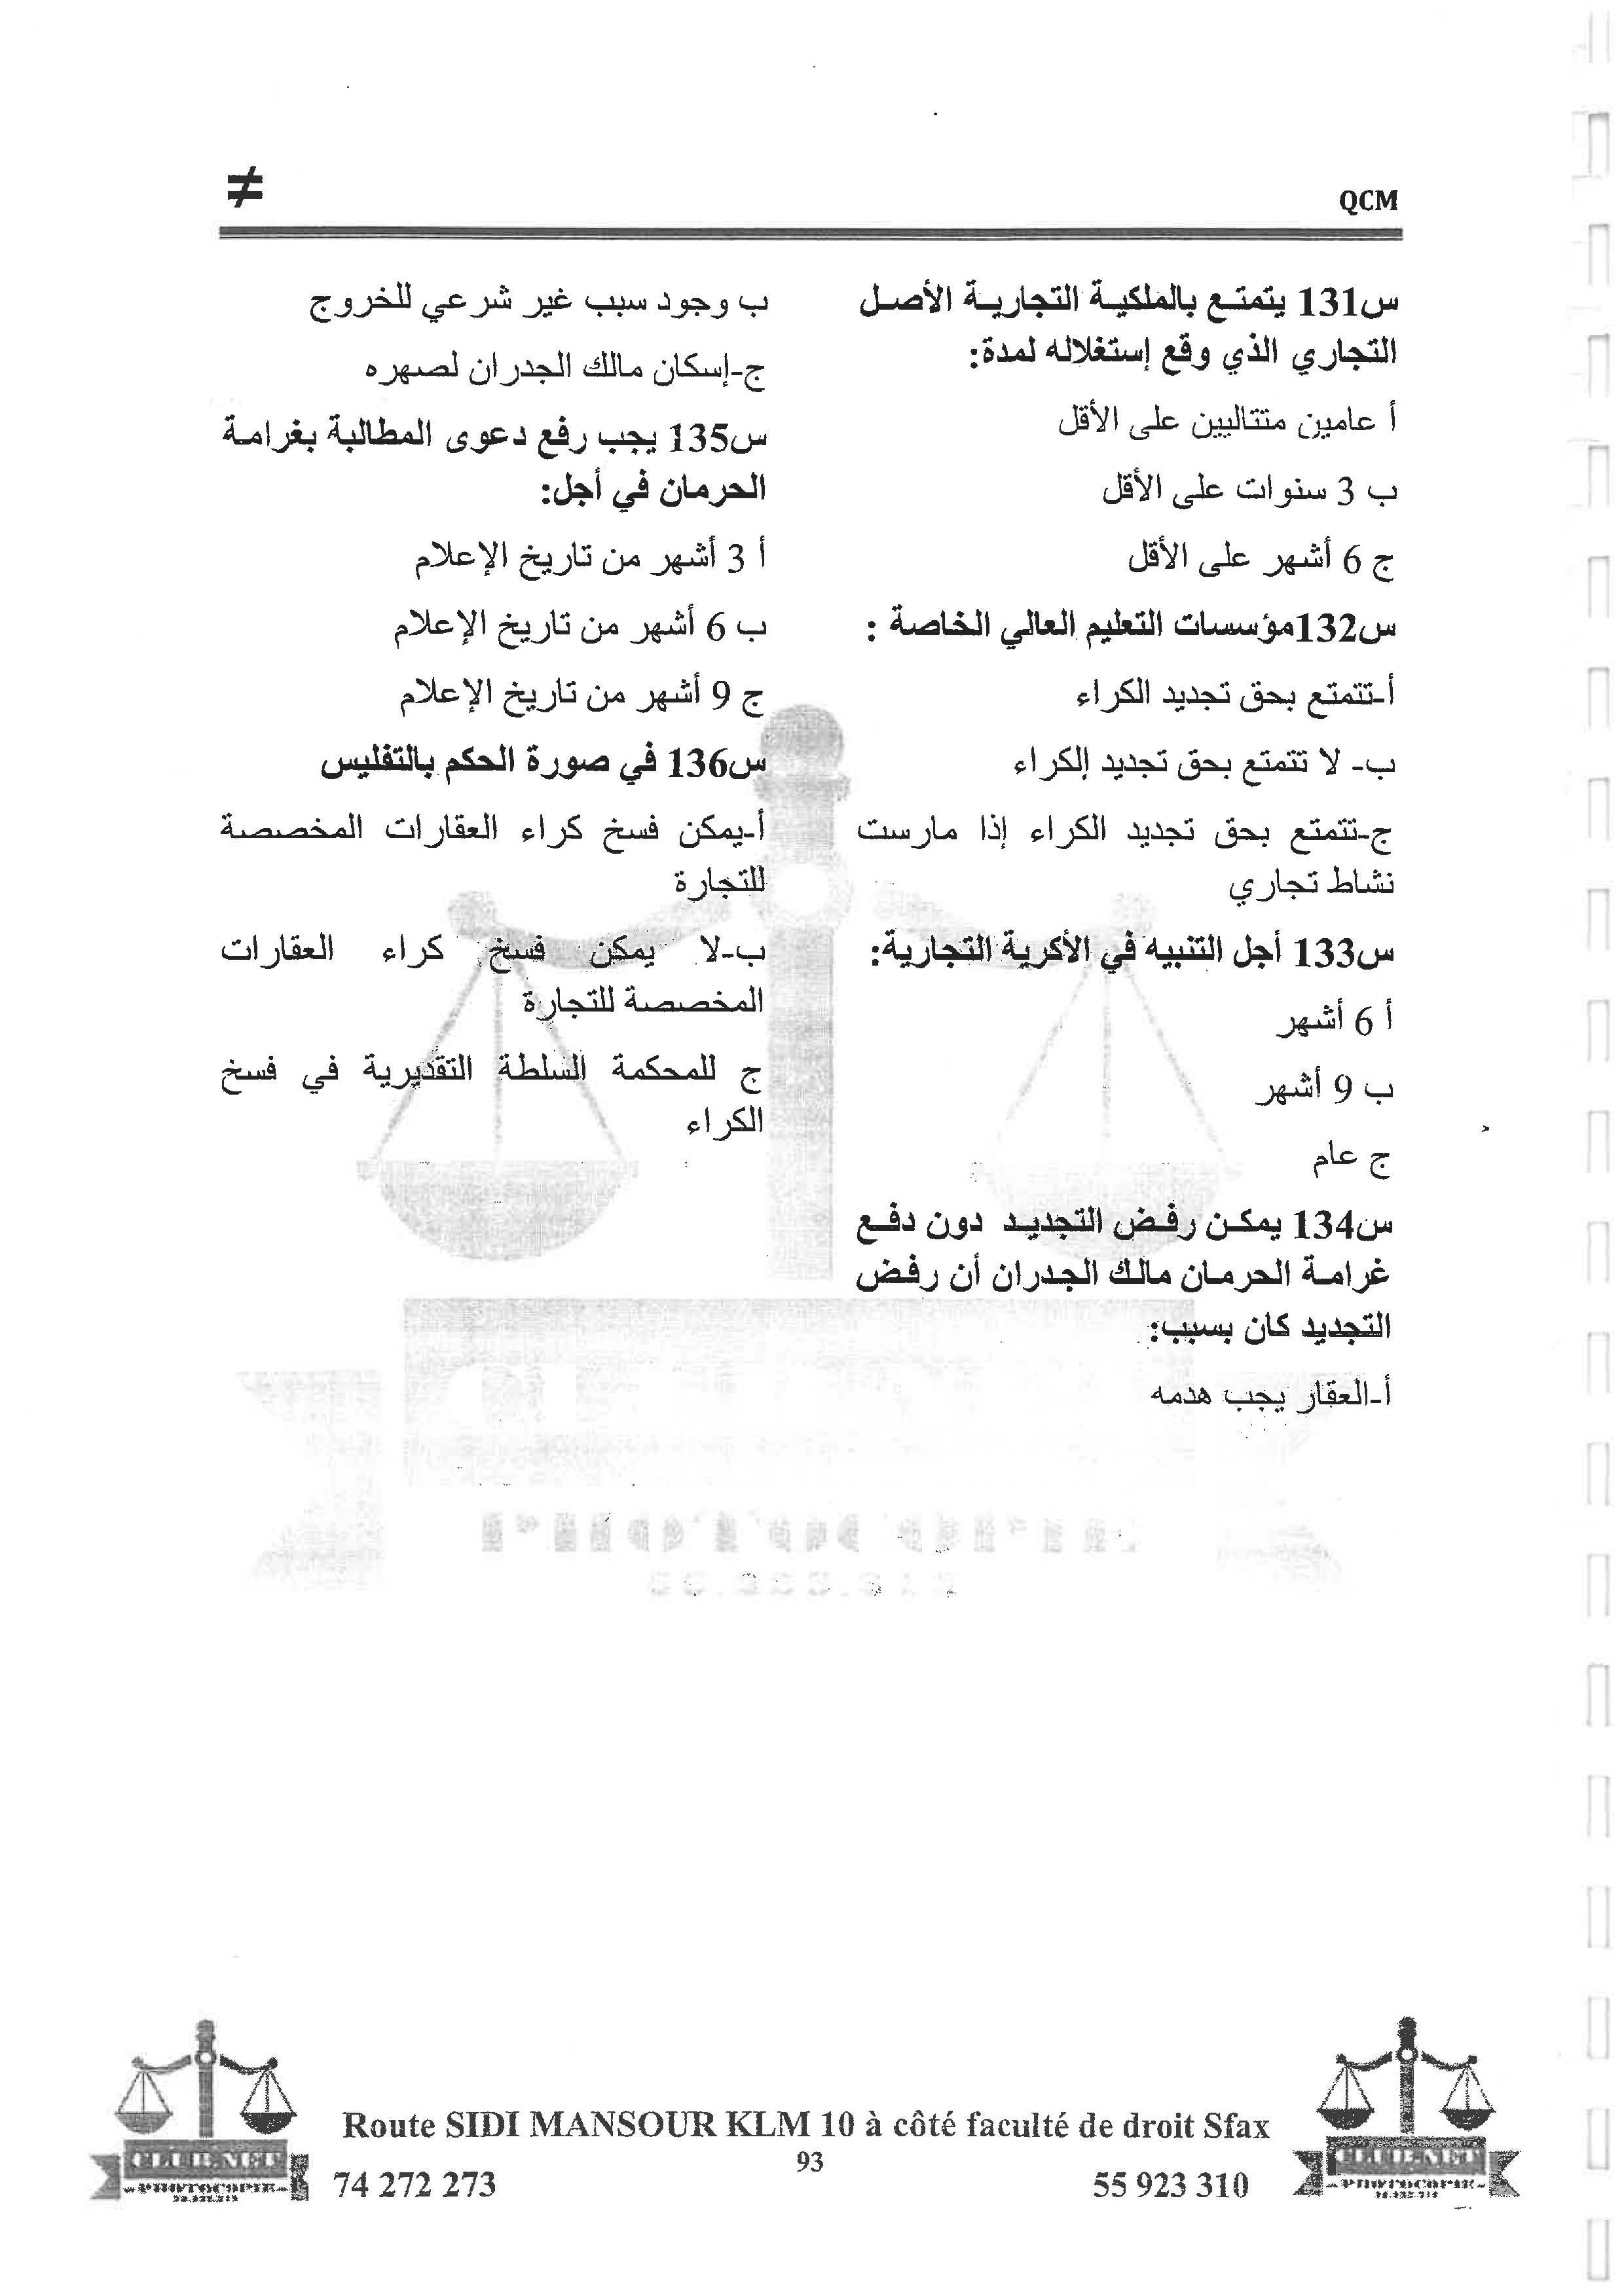 ≠
QCM
س131 يتمتع بالملكية التجارية الأصل
التجاري الذي وقع إستغلاله لمدة:
أ عامين متتاليين على الأقل
ب 3 سنوات على الأقل
ج 6 أشهر على الأقل
س132مؤسسات التعليم العالي الخاصة :
أ-تتمتع بحق تجديد الكراء
ب- لا تتمتع بحق تجديد الكراء
ج-تتمتع بحق تجديد الكراء إذا مارست
نشاط تجاري
س133 أجل التنبيه في الأكرية التجارية:
أ 6 أشهر
ب 9 أشهر
ج عام
س134 يمكن رفض التجديد دون دفع
غرامة الحرمان مالك الجدران أن رفض
التجديد كان بسبب:
أ-العقار يجب هدمه
ب وجود سبب غير شرعي للخروج
ج-إسكان مالك الجدران لصهره
س135 يجب رفع دعوى المطالبة بغرامة
الحرمان في أجل:
أ 3 أشهر من تاريخ الإعلام
ب 6 أشهر من تاريخ الإعلام
ج 9 أشهر من تاريخ الإعلام
س136 في صورة الحكم بالتفليس
أ-يمكن فسخ كراء العقارات المخصصة
للتجارة
ب-لا يمكن فسخ كراء العقارات
المخصصة للتجارة
ج للمحكمة السلطة التقديرية في فسخ
الكراء
Route SIDI MANSOUR KLM 10 à côté faculté de droit Sfax
93
74 272 273
55 923 310
CLUB.NET
PHOTOCOPIE
CLUB.NET
PHOTOCOPIE